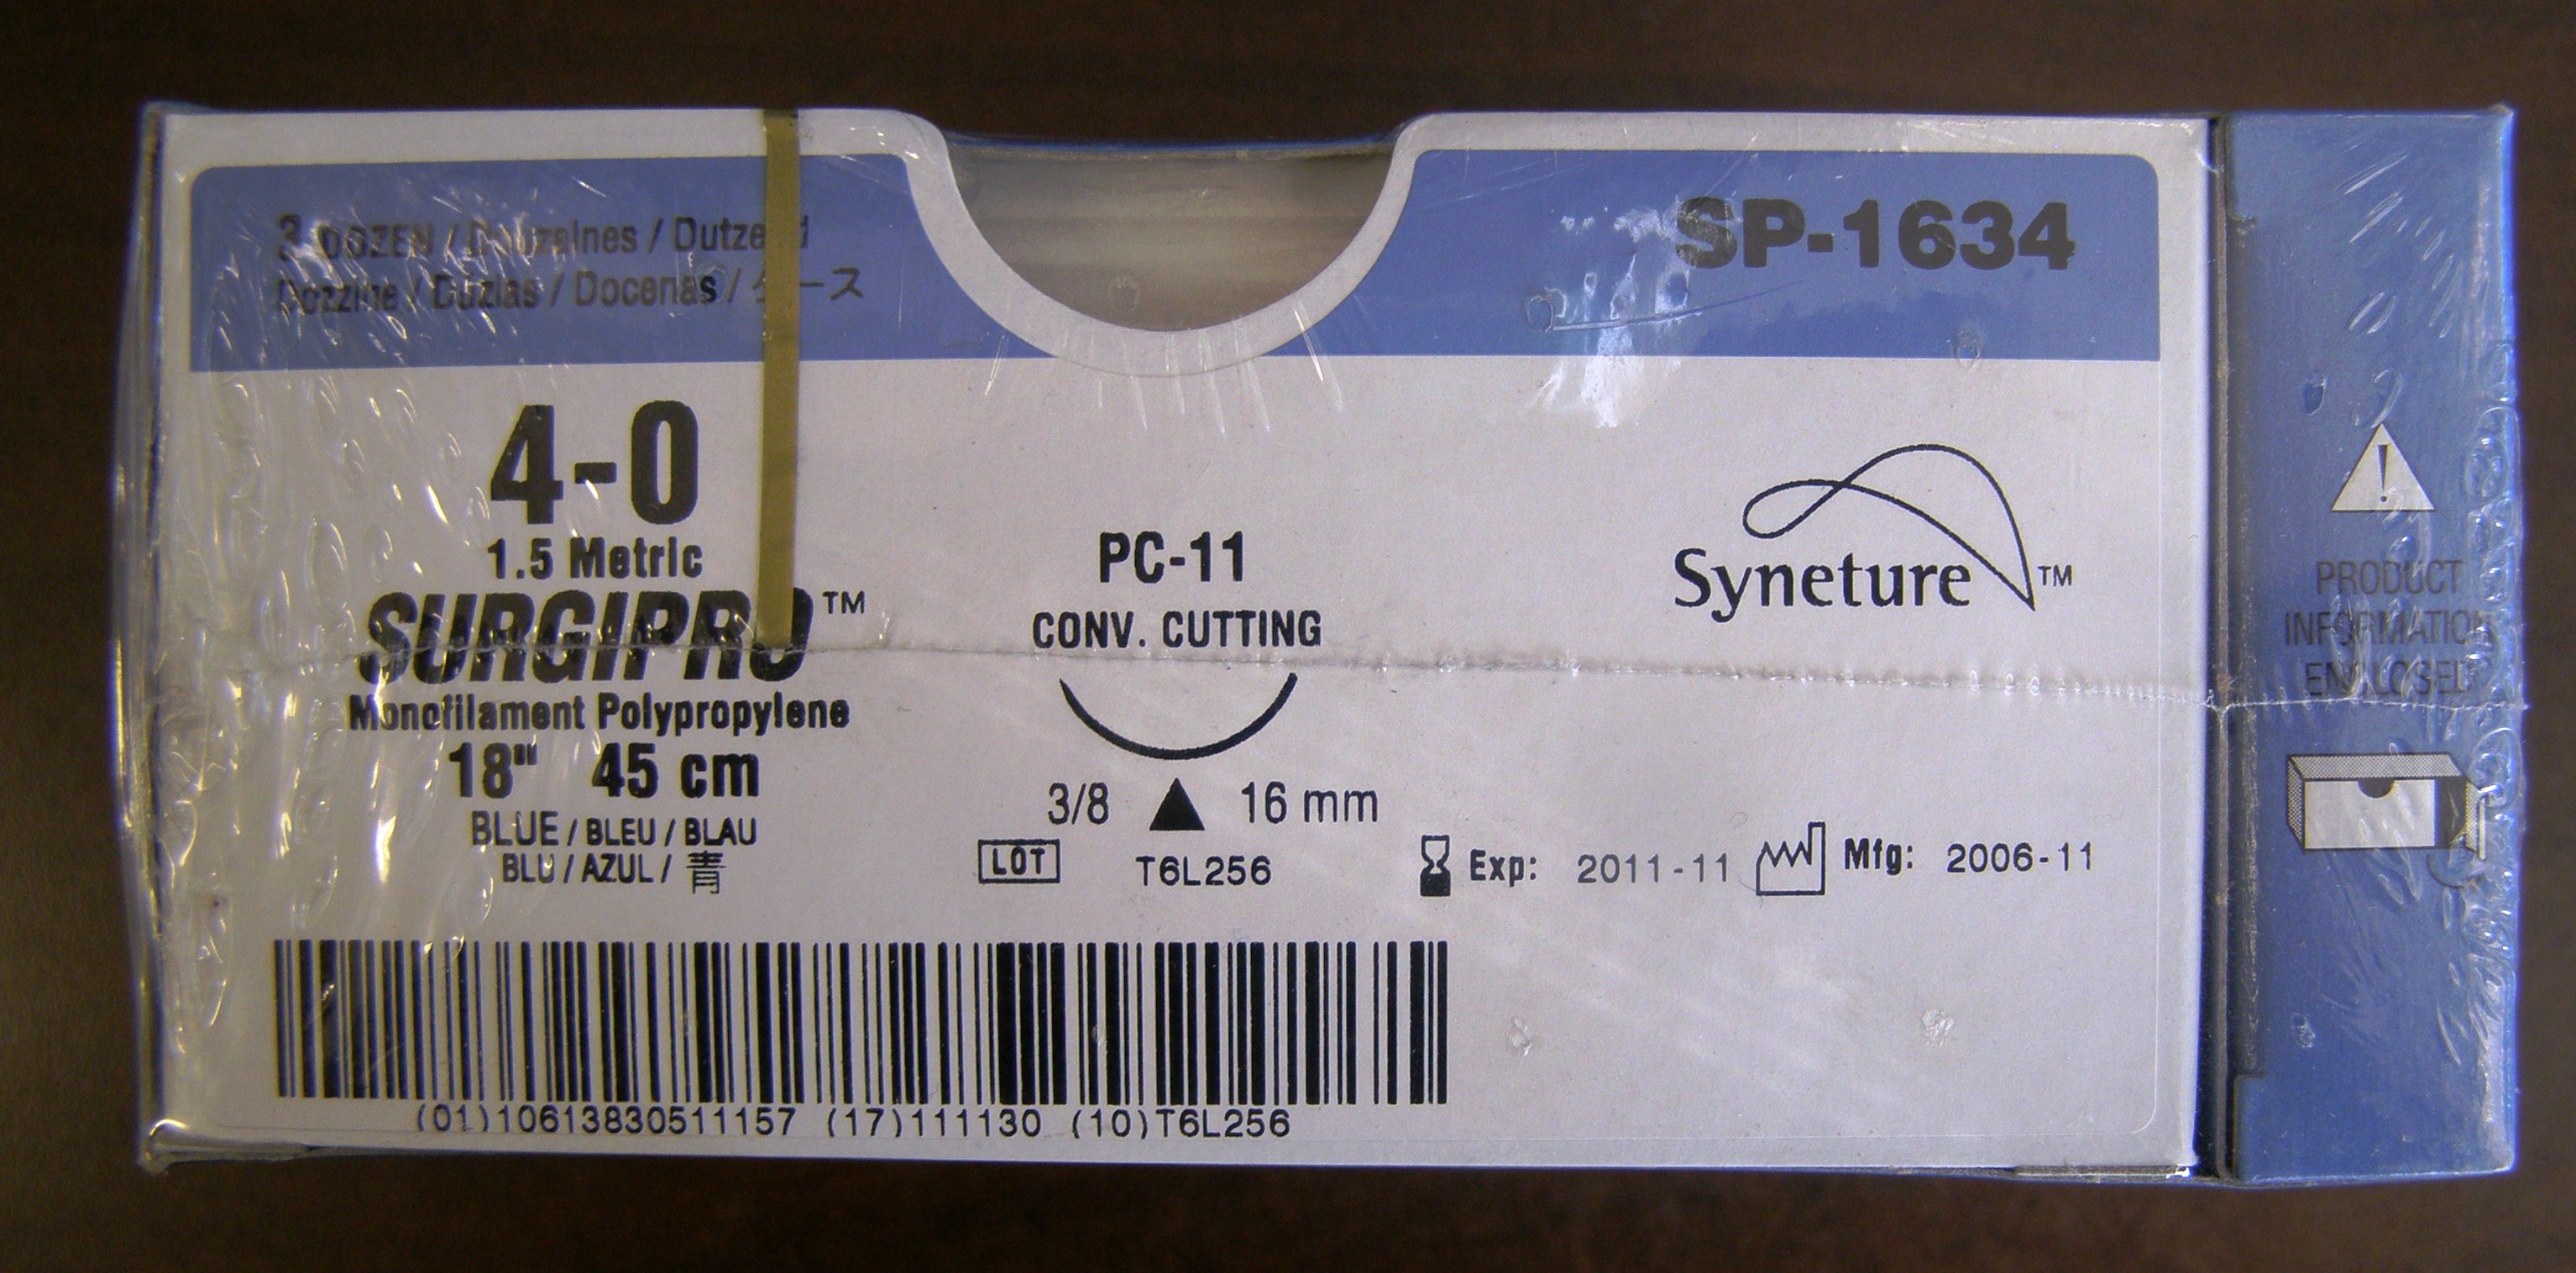 3 DOZEN / Douzaines / Dutzend
Dozzine / Dúzias / Docenas / ダース
SP-1634
4-0
1.5 Metric
SURGIPRO™
Monofilament Polypropylene
18" 45 cm
BLUE / BLEU / BLAU
BLU / AZUL / 青
PC-11
CONV. CUTTING
3/8 16 mm
LOT T6L256
Syneture™
Exp: 2011-11 Mfg: 2006-11
(01)10613830511157 (17)111130 (10)T6L256
!
PRODUCT
INFORMATION
ENCLOSED